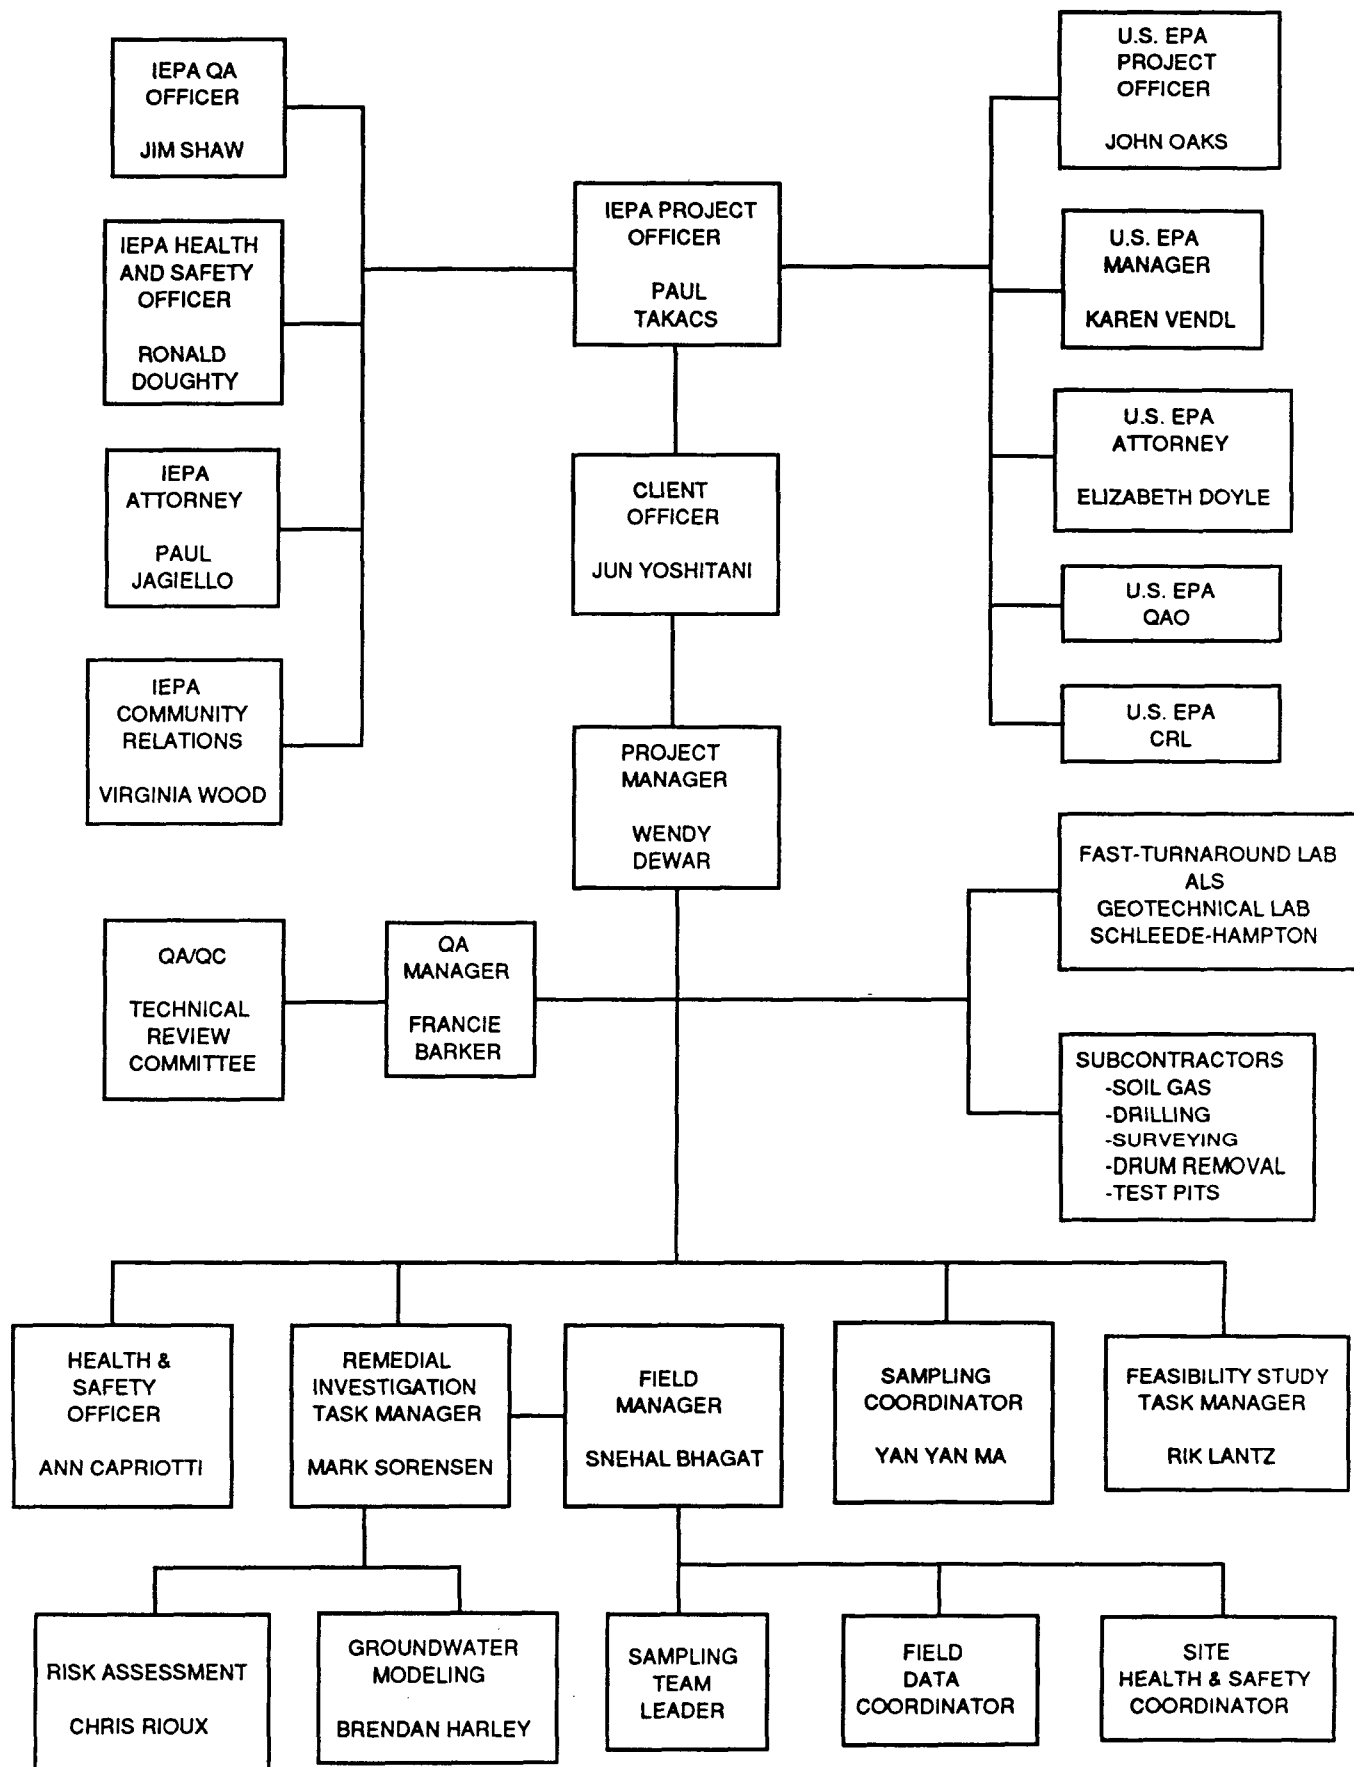 IEPA QA
OFFICER
JIM SHAW
IEPA HEALTH
AND SAFETY
OFFICER
RONALD
DOUGHTY
IEPA
ATTORNEY
PAUL
JAGIELLO
IEPA
COMMUNITY
RELATIONS
VIRGINIA WOOD
IEPA PROJECT
OFFICER
PAUL
TAKACS
CLIENT
OFFICER
JUN YOSHITANI
PROJECT
MANAGER
WENDY
DEWAR
U.S. EPA
PROJECT
OFFICER
JOHN OAKS
U.S. EPA
MANAGER
KAREN VENDL
U.S. EPA
ATTORNEY
ELIZABETH DOYLE
U.S. EPA
QAO
U.S. EPA
CRL
QA/QC
TECHNICAL
REVIEW
COMMITTEE
QA
MANAGER
FRANCIE
BARKER
FAST-TURNAROUND LAB
ALS
GEOTECHNICAL LAB
SCHLEEDE-HAMPTON
SUBCONTRACTORS
-SOIL GAS
-DRILLING
-SURVEYING
-DRUM REMOVAL
-TEST PITS
HEALTH &
SAFETY
OFFICER
ANN CAPRIOTTI
REMEDIAL
INVESTIGATION
TASK MANAGER
MARK SORENSEN
FIELD
MANAGER
SNEHAL BHAGAT
SAMPLING
COORDINATOR
YAN YAN MA
FEASIBILITY STUDY
TASK MANAGER
RIK LANTZ
RISK ASSESSMENT
CHRIS RIOUX
GROUNDWATER
MODELING
BRENDAN HARLEY
SAMPLING
TEAM
LEADER
FIELD
DATA
COORDINATOR
SITE
HEALTH & SAFETY
COORDINATOR